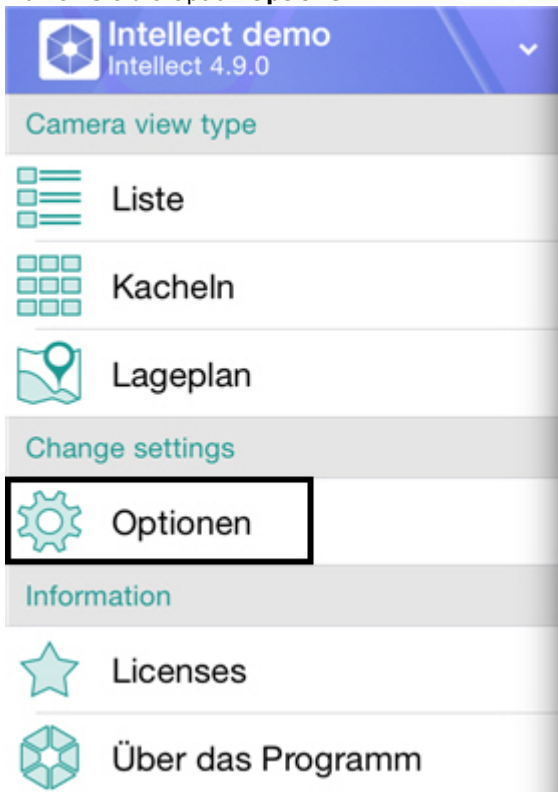 Intellect demo
Intellect 4.9.0
Camera view type
Liste
Kacheln
Lageplan
Change settings
Optionen
Information
Licenses
Über das Programm